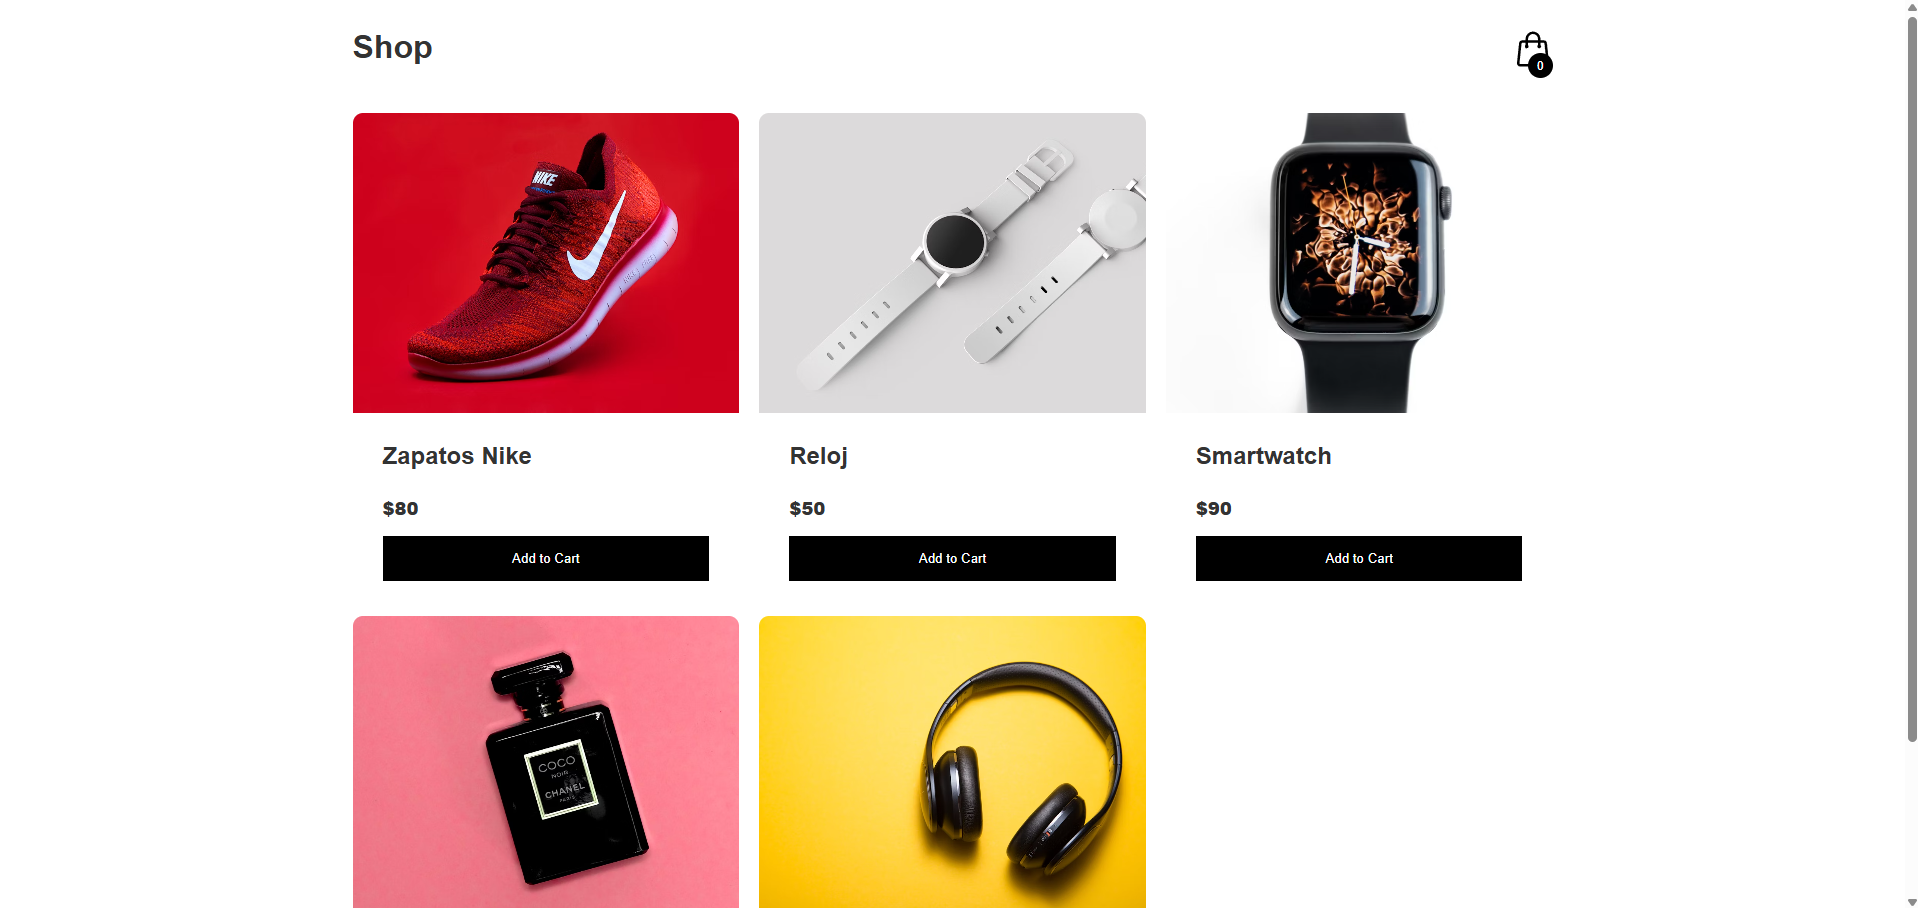 Shop
0
NIKE
Zapatos Nike
Reloj
Smartwatch
$80
$50
$90
Add to Cart
Add to Cart
Add to Cart
COCO
NOIR
CHANEL
PARIS